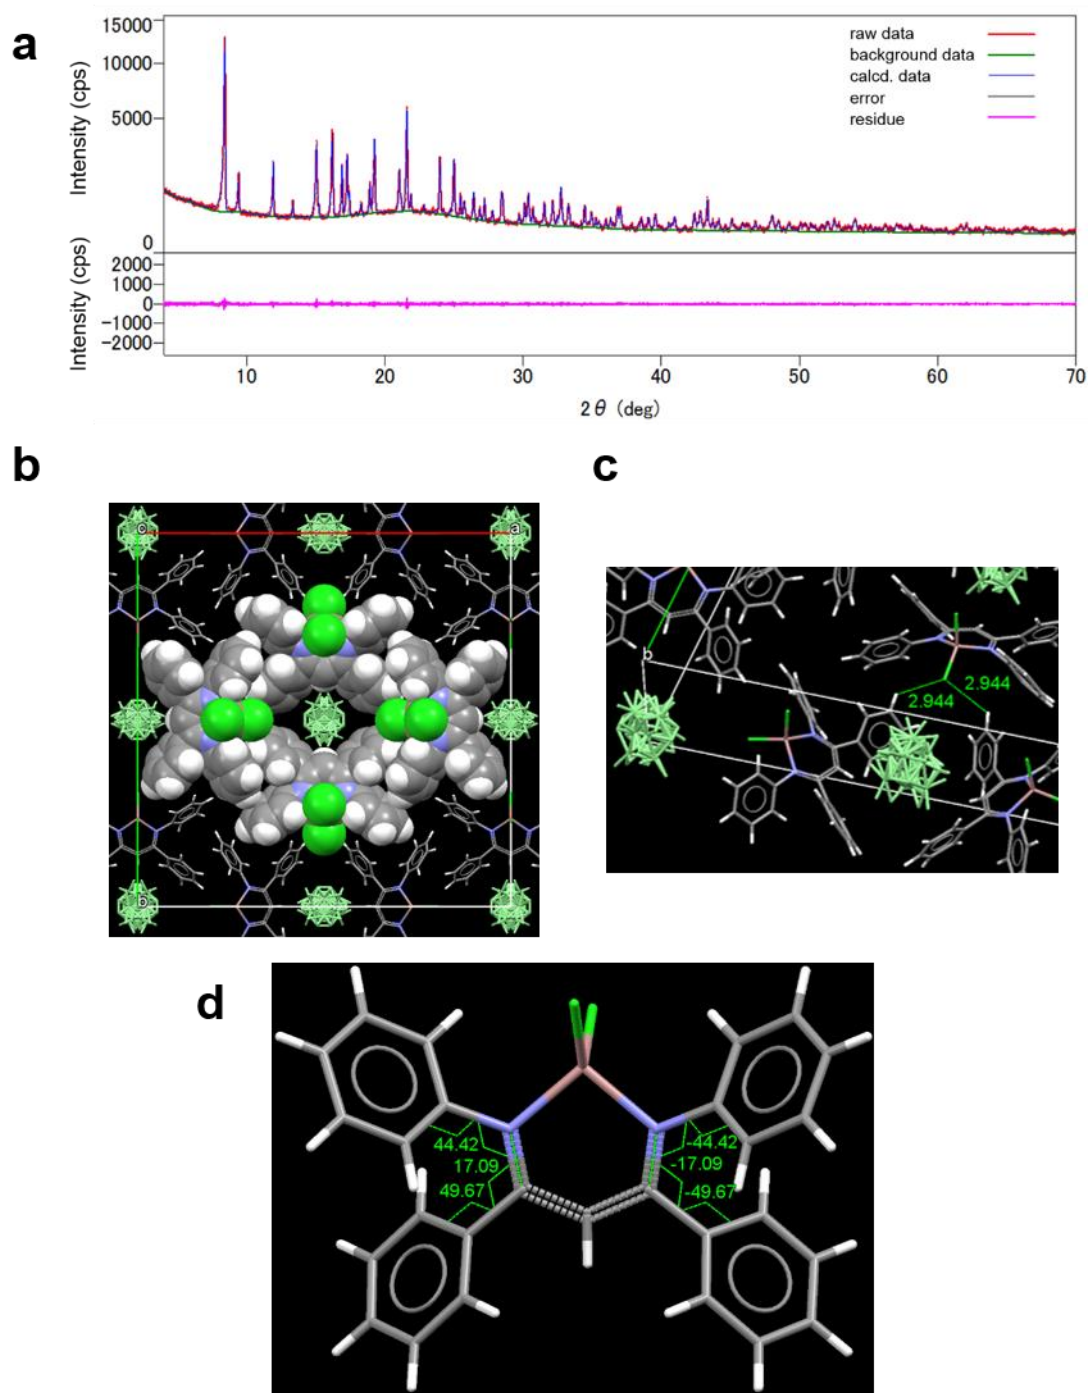 a
15000
10000
5000
0
Intensity (cps)
raw data
background data
calcd. data
error
residue
2000
1000
0
−1000
−2000
Intensity (cps)
10 20 30 40 50 60 70
2θ (deg)
b
c
c
a
b
b
2.944
2.944
d
44.42
17.09
49.67
-44.42
-17.09
-49.67